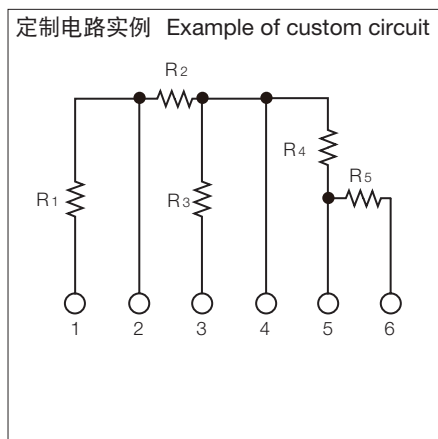 定制电路实例 Example of custom circuit
R2
R4
R5
R1
R3
1 2 3 4 5 6